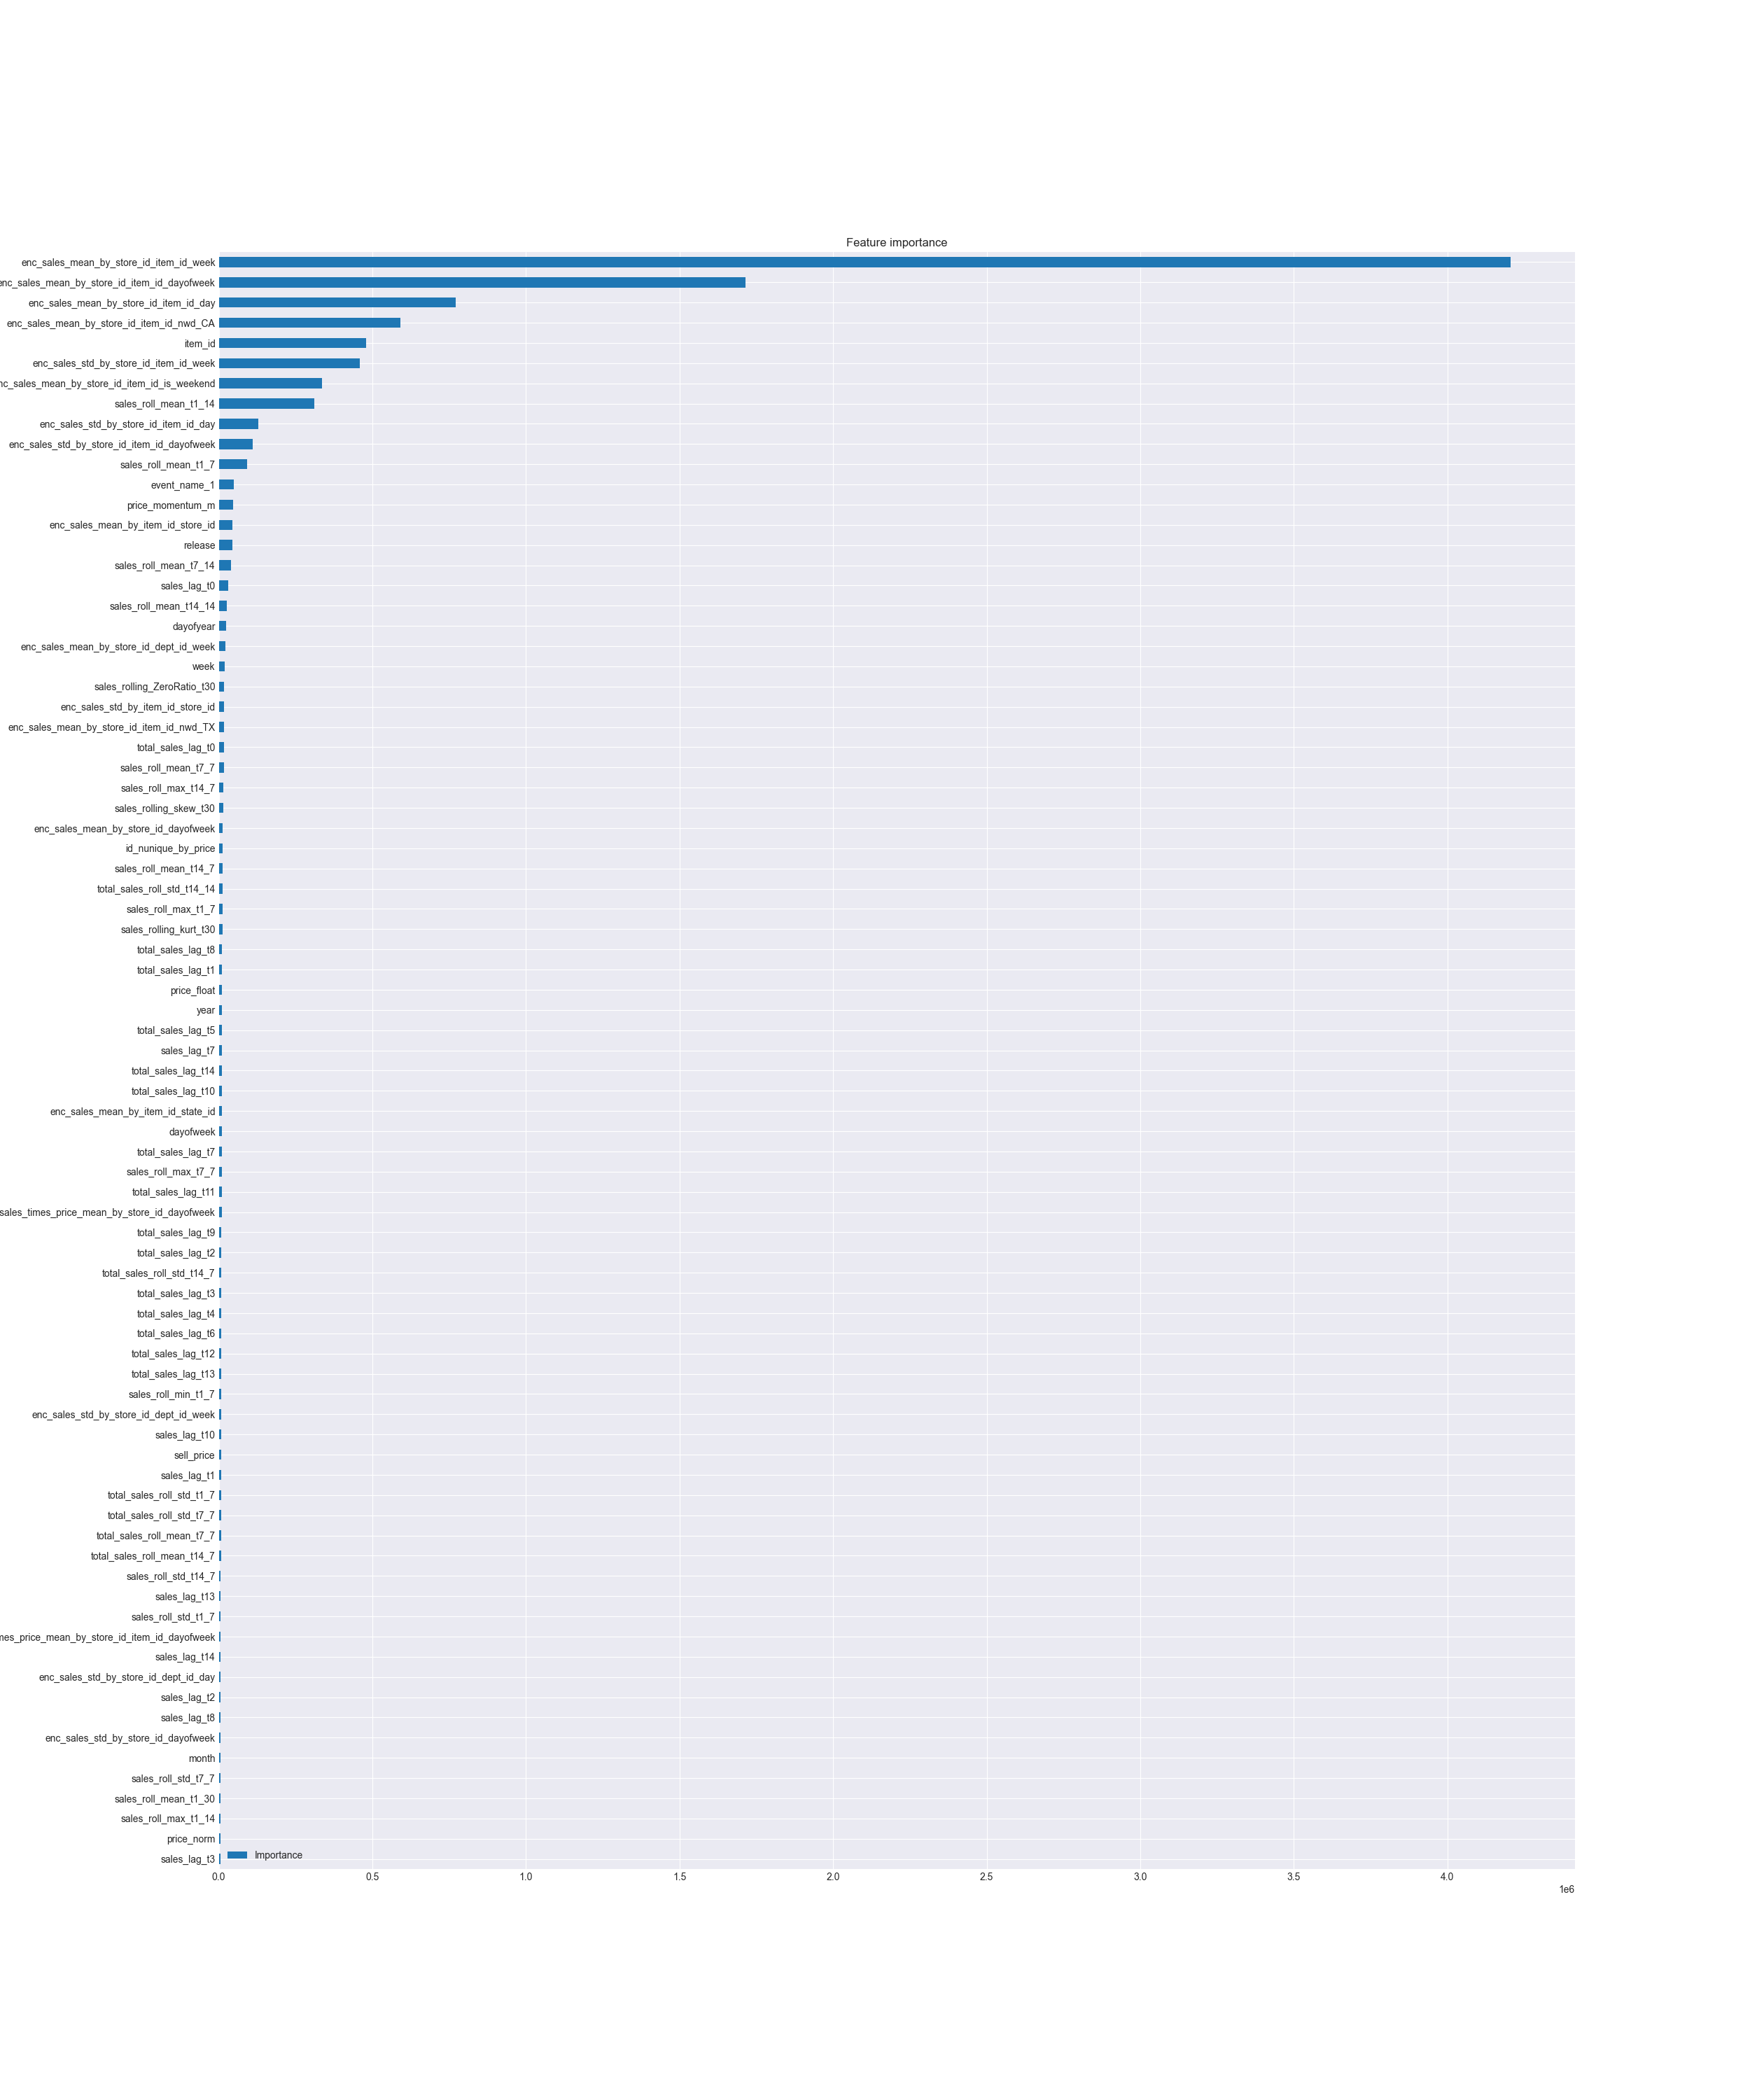 Feature importance
enc_sales_mean_by_store_id_item_id_week
enc_sales_mean_by_store_id_item_id_dayofweek
enc_sales_mean_by_store_id_item_id_day
enc_sales_mean_by_store_id_item_id_nwd_CA
item_id
enc_sales_std_by_store_id_item_id_week
nc_sales_mean_by_store_id_item_id_is_weekend
sales_roll_mean_t1_14
enc_sales_std_by_store_id_item_id_day
enc_sales_std_by_store_id_item_id_dayofweek
sales_roll_mean_t1_7
event_name_1
price_momentum_m
enc_sales_mean_by_item_id_store_id
release
sales_roll_mean_t7_14
sales_lag_t0
sales_roll_mean_t14_14
dayofyear
enc_sales_mean_by_store_id_dept_id_week
week
sales_rolling_ZeroRatio_t30
enc_sales_std_by_item_id_store_id
enc_sales_mean_by_store_id_item_id_nwd_TX
total_sales_lag_t0
sales_roll_mean_t7_7
sales_roll_max_t14_7
sales_rolling_skew_t30
enc_sales_mean_by_store_id_dayofweek
id_nunique_by_price
sales_roll_mean_t14_7
total_sales_roll_std_t14_14
sales_roll_max_t1_7
sales_rolling_kurt_t30
total_sales_lag_t8
total_sales_lag_t1
price_float
year
total_sales_lag_t5
sales_lag_t7
total_sales_lag_t14
total_sales_lag_t10
enc_sales_mean_by_item_id_state_id
dayofweek
total_sales_lag_t7
sales_roll_max_t7_7
total_sales_lag_t11
sales_times_price_mean_by_store_id_dayofweek
total_sales_lag_t9
total_sales_lag_t2
total_sales_roll_std_t14_7
total_sales_lag_t3
total_sales_lag_t4
total_sales_lag_t6
total_sales_lag_t12
total_sales_lag_t13
sales_roll_min_t1_7
enc_sales_std_by_store_id_dept_id_week
sales_lag_t10
sell_price
sales_lag_t1
total_sales_roll_std_t1_7
total_sales_roll_std_t7_7
total_sales_roll_mean_t7_7
total_sales_roll_mean_t14_7
sales_roll_std_t14_7
sales_lag_t13
sales_roll_std_t1_7
mes_price_mean_by_store_id_item_id_dayofweek
sales_lag_t14
enc_sales_std_by_store_id_dept_id_day
sales_lag_t2
sales_lag_t8
enc_sales_std_by_store_id_dayofweek
month
sales_roll_std_t7_7
sales_roll_mean_t1_30
sales_roll_max_t1_14
price_norm
sales_lag_t3
Importance
0.0 0.5 1.0 1.5 2.0 2.5 3.0 3.5 4.0
1e6